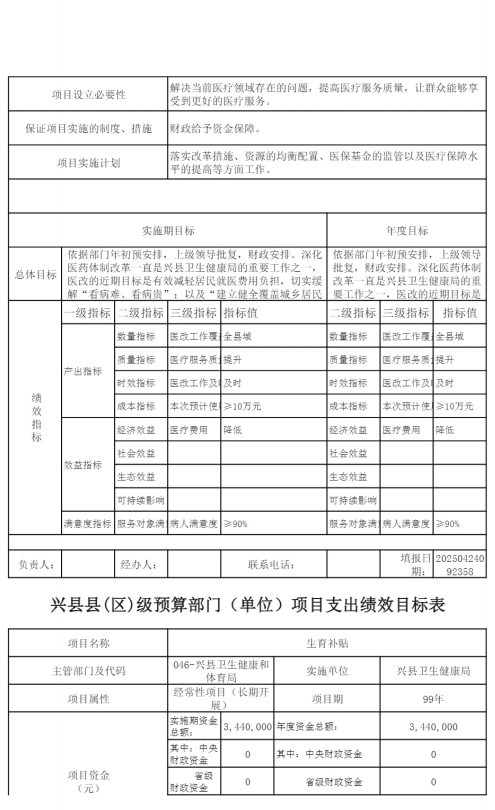 项目设立必要性
解决当前医疗领域存在的问题，提高医疗服务质量，让群众能够享
受到更好的医疗服务。
保证项目实施的制度、措施
财政给予资金保障。
项目实施计划
落实改革措施、资源的均衡配置、医保基金的监管以及医疗保障水
平的提高等方面工作。
实施期目标 年度目标
总体目标
依据部门年初预安排，上级领导批复，财政安排。深化
医药体制改革一直是兴县卫生健康局的重要工作之一，
医改的近期目标是有效减轻居民就医费用负担，切实缓
解“看病难、看病贵”；以及“建立健全覆盖城乡居民
依据部门年初预安排，上级领导
批复，财政安排。深化医药体制
改革一直是兴县卫生健康局的重
要工作之一，医改的近期目标是
绩效指标
一级指标 二级指标 三级指标 指标值 二级指标 三级指标 指标值
产出指标
数量指标 医改工作覆 全县域 数量指标 医改工作覆 全县域
质量指标 医疗服务质 提升 质量指标 医疗服务质 提升
时效指标 医改工作及 及时 时效指标 医改工作及 及时
成本指标 本次预计使 ≥10万元 成本指标 本次预计使 ≥10万元
效益指标
经济效益 医疗费用 降低 经济效益 医疗费用 降低
社会效益 社会效益
生态效益 生态效益
可持续影响 可持续影响
满意度指标 服务对象满 病人满意度 ≥90% 服务对象满 病人满意度 ≥90%
负责人： 经办人： 联系电话： 填报日期： 20250424092358
兴县县(区)级预算部门（单位）项目支出绩效目标表
项目名称 生育补贴
主管部门及代码 046-兴县卫生健康和体育局 实施单位 兴县卫生健康局
项目属性 经常性项目（长期开展） 项目期 99年
项目资金
（元）
实施期资金总额： 3,440,000 年度资金总额： 3,440,000
其中：中央财政资金 0 其中：中央财政资金 0
省级财政资金 0 省级财政资金 0